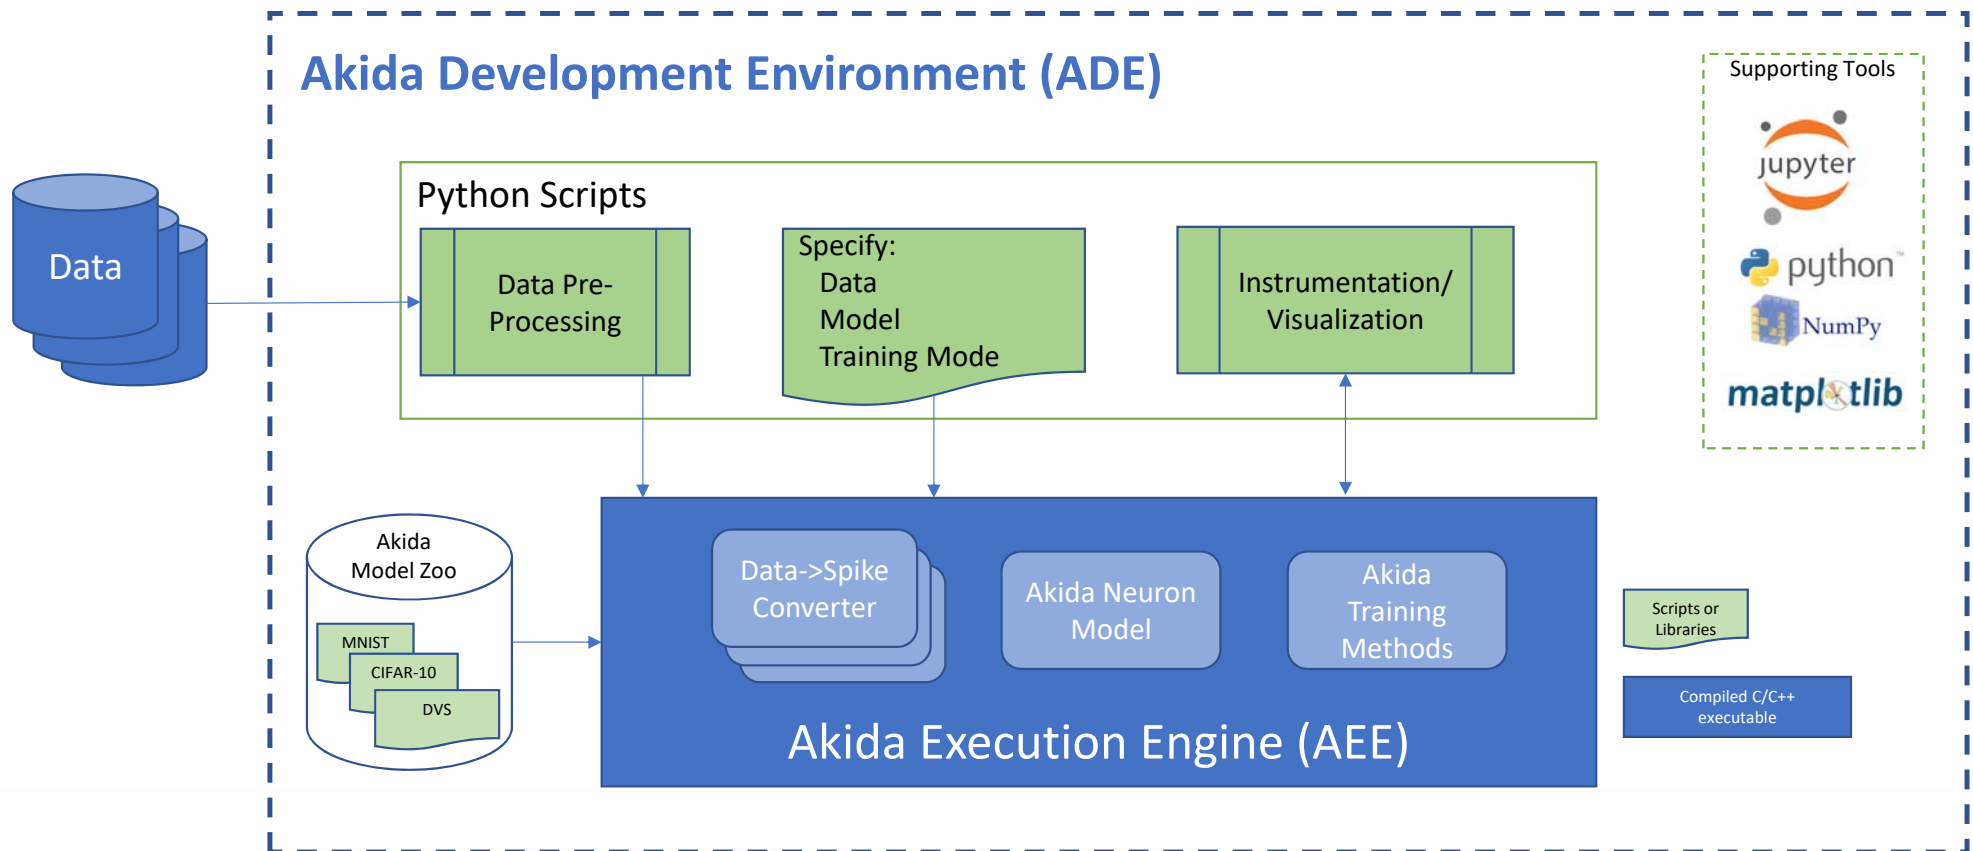 Akida Development Environment (ADE)
Supporting Tools
jupyter
python™
NumPy
matplotlib
Data
Python Scripts
Data Pre-
Processing
Specify:
Data
Model
Training Mode
Instrumentation/
Visualization
Akida
Model Zoo
MNIST
CIFAR-10
DVS
Data->Spike
Converter
Akida Neuron
Model
Akida
Training
Methods
Akida Execution Engine (AEE)
Scripts or
Libraries
Compiled C/C++
executable